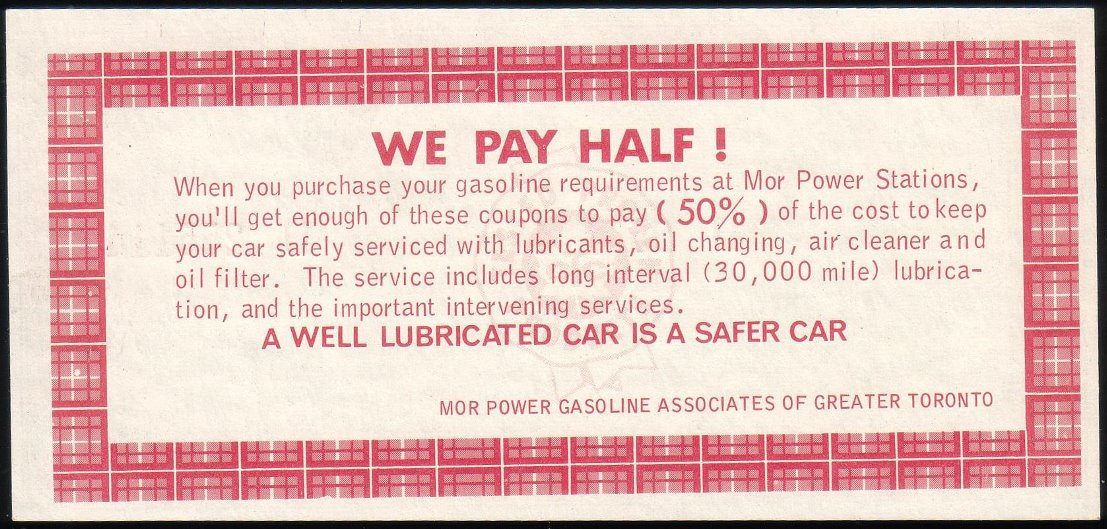 WE PAY HALF !
When you purchase your gasoline requirements at Mor Power Stations,
you'll get enough of these coupons to pay ( 50% ) of the cost to keep
your car safely serviced with lubricants, oil changing, air cleaner and
oil filter. The service includes long interval (30,000 mile) lubrica-
tion, and the important intervening services.
A WELL LUBRICATED CAR IS A SAFER CAR
MOR POWER GASOLINE ASSOCIATES OF GREATER TORONTO